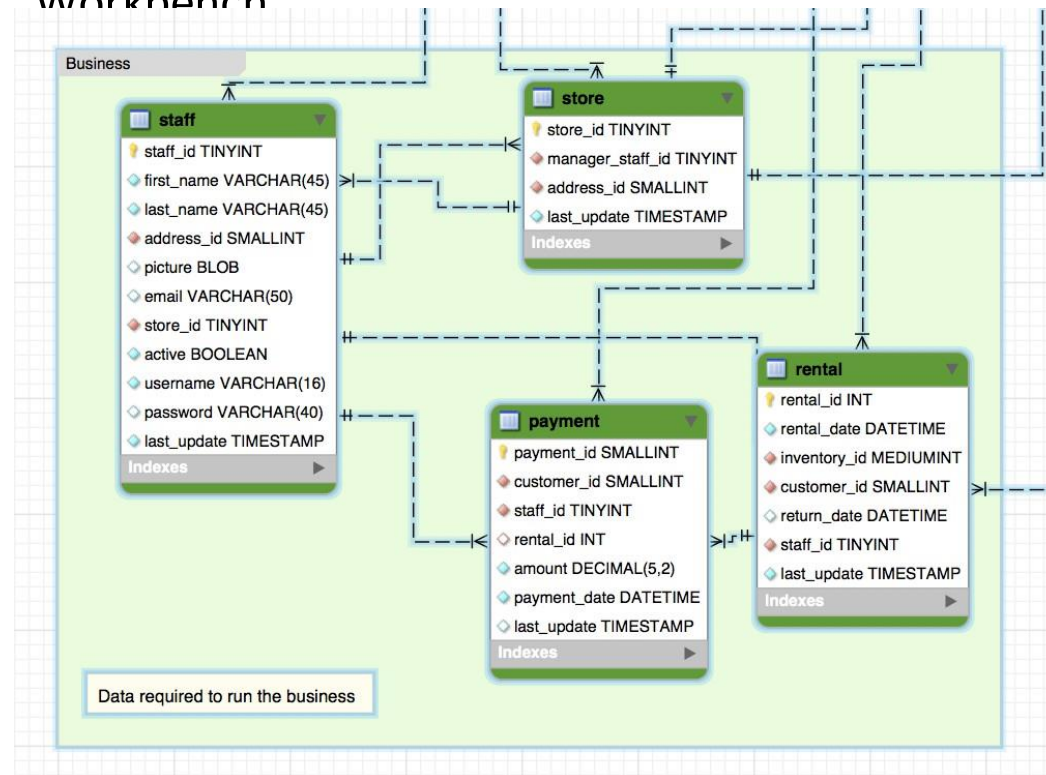 Workbench
Business
staff
staff_id TINYINT
first_name VARCHAR(45)
last_name VARCHAR(45)
address_id SMALLINT
picture BLOB
email VARCHAR(50)
store_id TINYINT
active BOOLEAN
username VARCHAR(16)
password VARCHAR(40)
last_update TIMESTAMP
Indexes
store
store_id TINYINT
manager_staff_id TINYINT
address_id SMALLINT
last_update TIMESTAMP
Indexes
payment
payment_id SMALLINT
customer_id SMALLINT
staff_id TINYINT
rental_id INT
amount DECIMAL(5,2)
payment_date DATETIME
last_update TIMESTAMP
Indexes
rental
rental_id INT
rental_date DATETIME
inventory_id MEDIUMINT
customer_id SMALLINT
return_date DATETIME
staff_id TINYINT
last_update TIMESTAMP
Indexes
Data required to run the business